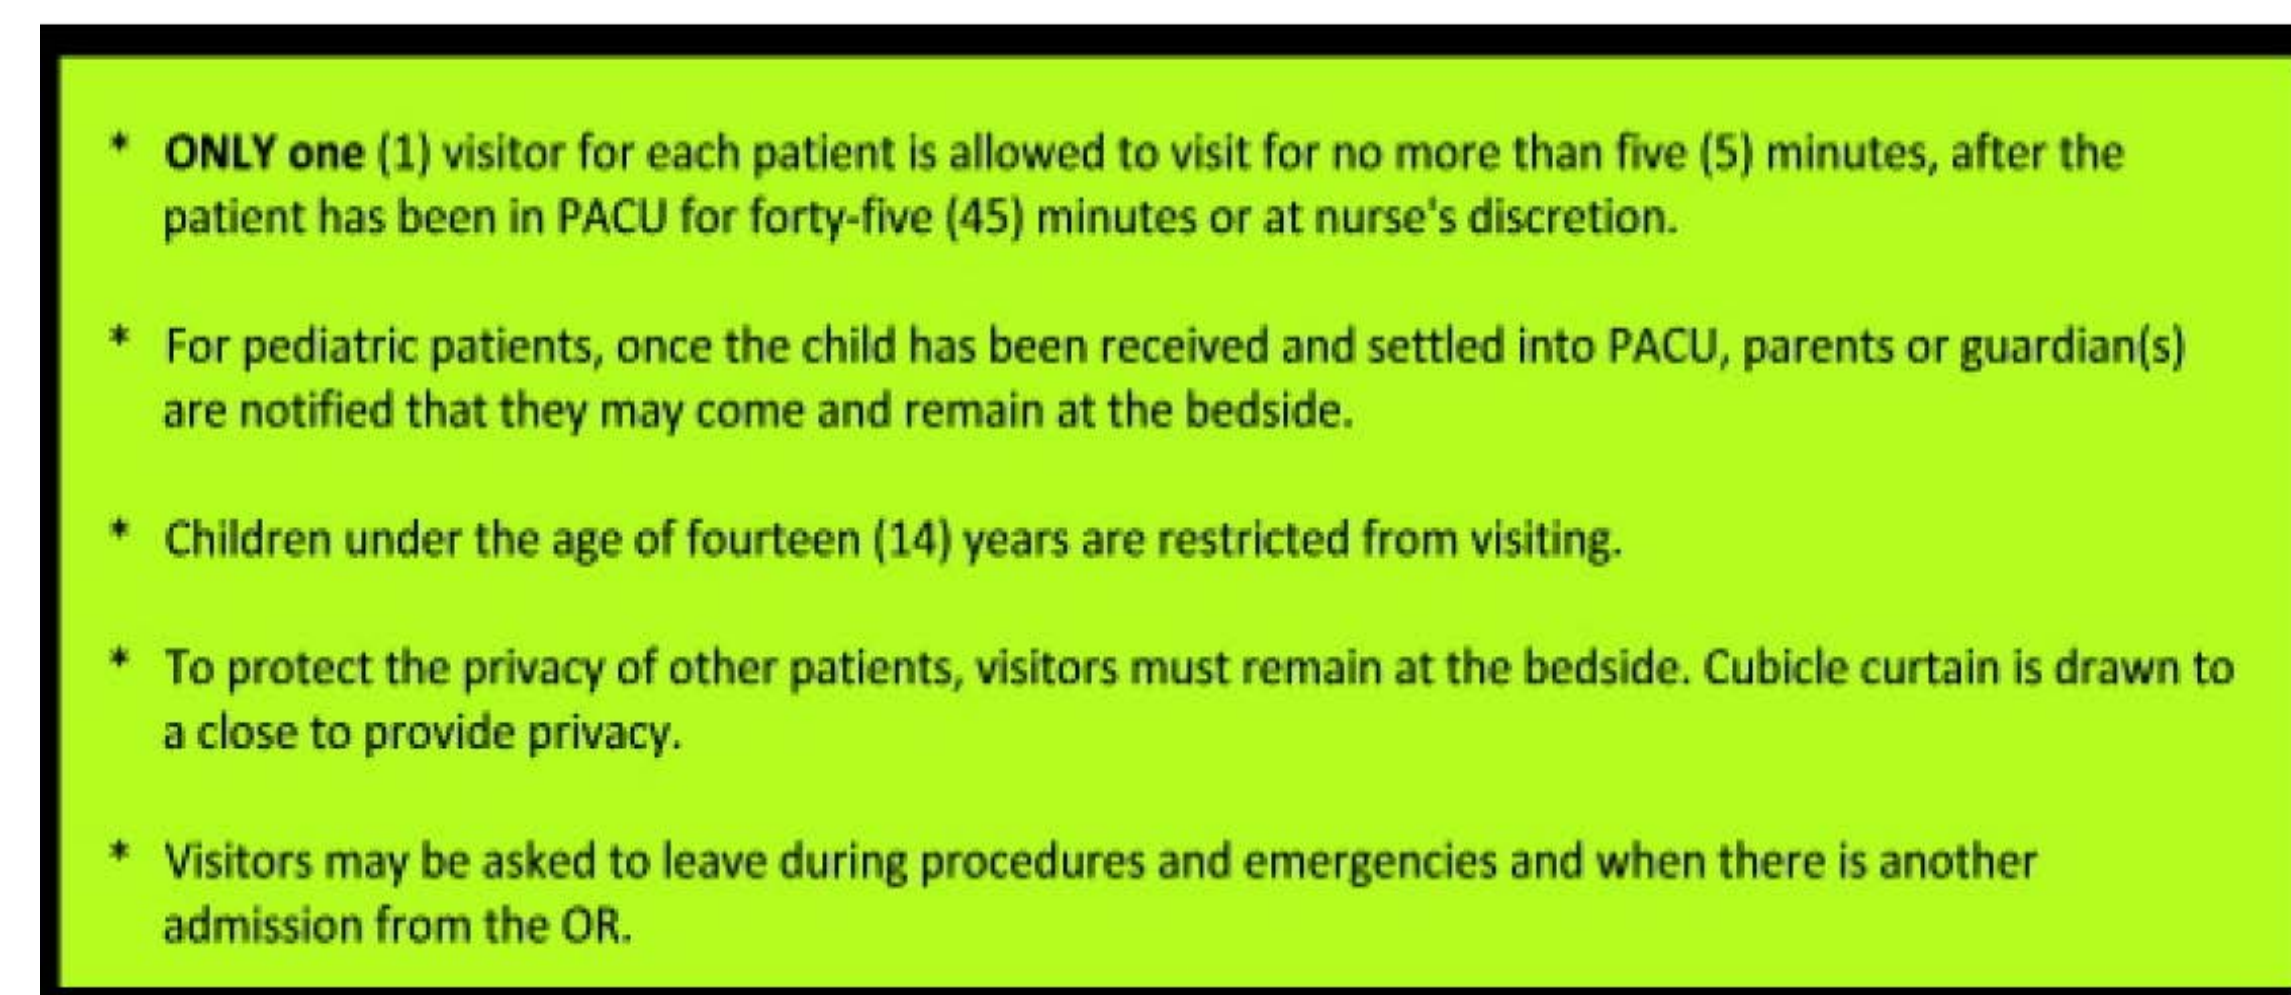 * ONLY one (1) visitor for each patient is allowed to visit for no more than five (5) minutes, after the
patient has been in PACU for forty-five (45) minutes or at nurse's discretion.
* For pediatric patients, once the child has been received and settled into PACU, parents or guardian(s)
are notified that they may come and remain at the bedside.
* Children under the age of fourteen (14) years are restricted from visiting.
* To protect the privacy of other patients, visitors must remain at the bedside. Cubicle curtain is drawn to
a close to provide privacy.
* Visitors may be asked to leave during procedures and emergencies and when there is another
admission from the OR.